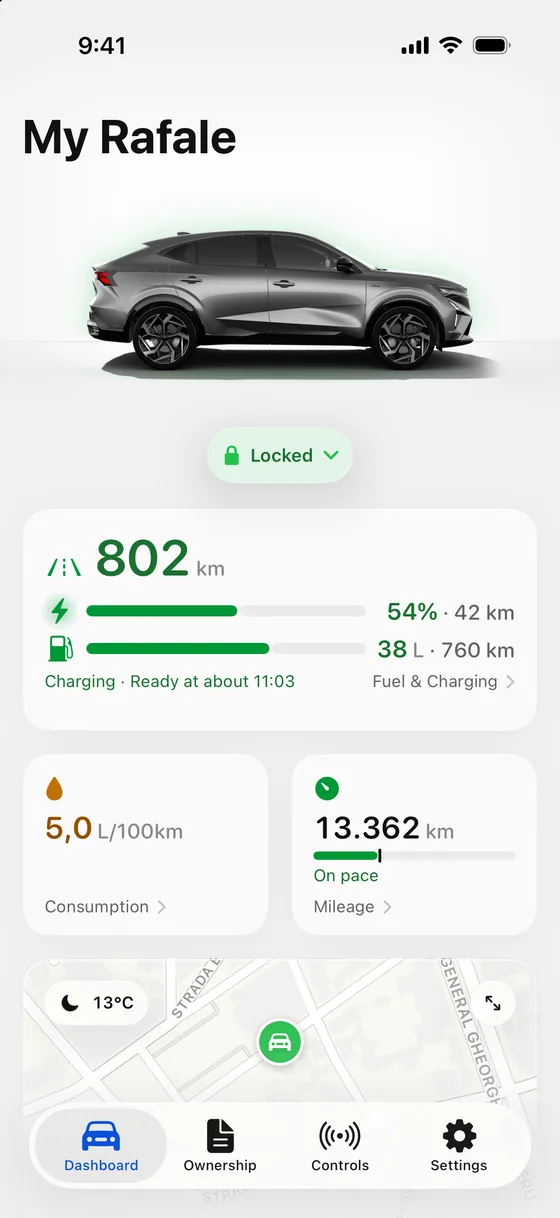 9:41
My Rafale
Locked
802 km
54% · 42 km
38 L · 760 km
Charging · Ready at about 11:03
Fuel & Charging
5,0 L/100km
Consumption
13.362 km
On pace
Mileage
13°C
STRADA E
GENERAL GHEORGH
Dashboard
Ownership
Controls
Settings